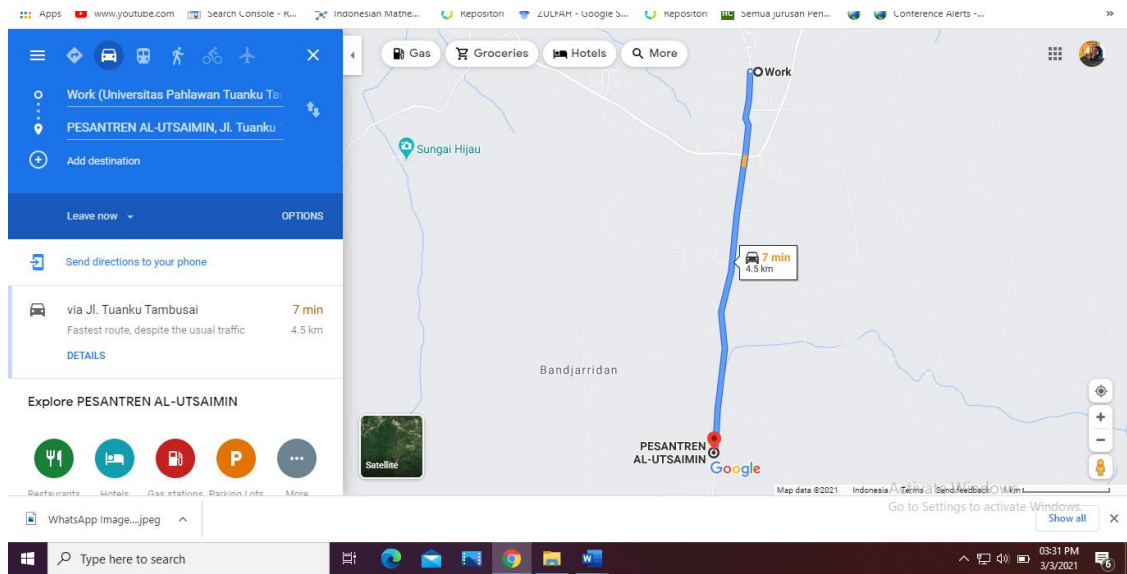 Apps www.youtube.com Search Console - R... Indonesian Mathe... Repositori ZULFAH - Google S... Repositori Semua Jurusan Pen... Conference Alerts -... »
Gas Groceries Hotels More
Work (Universitas Pahlawan Tuanku Ta
PESANTREN AL-UTSAIMIN, Jl. Tuanku
Add destination
Leave now OPTIONS
Send directions to your phone
via Jl. Tuanku Tambusai 7 min
Fastest route, despite the usual traffic 4.5 km
DETAILS
Explore PESANTREN AL-UTSAIMIN
P
Restaurants Hotels Gas stations Parking Lots More
Work
Sungai Hijau
7 min
4.5 km
Bandjarridan
PESANTREN
AL-UTSAIMIN
Satellite
Google
Map data ©2021 Indonesia Terms Send feedback 1 km
Activate Windows
Go to Settings to activate Windows.
WhatsApp Image....jpeg Show all
Type here to search
03:31 PM
3/3/2021
6